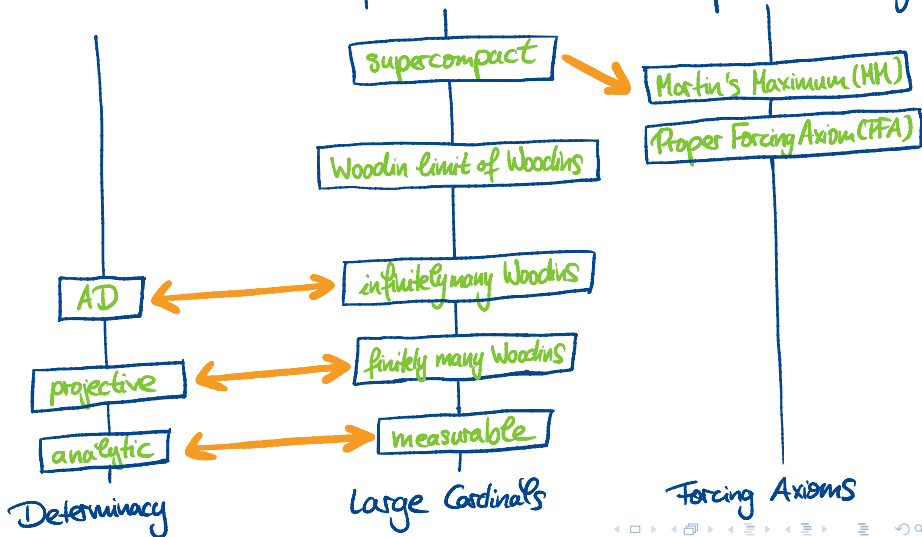 supercompact
Martin's Maximum (MM)
Proper Forcing Axiom (PFA)
Woodin limit of Woodins
AD
infinitely many Woodins
projective
finitely many Woodins
analytic
measurable
Determinacy
Large Cardinals
Forcing Axioms